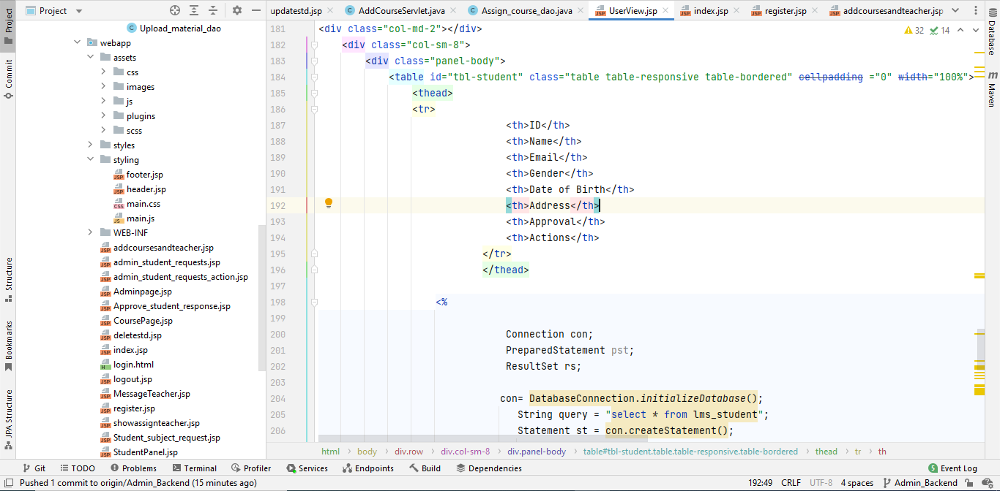 Project
updatestd.jsp
AddCourseServlet.java
Assign_course_dao.java
UserView.jsp
index.jsp
register.jsp
addcoursesandteacher.jsp
Project
Commit
Structure
Bookmarks
JPA Structure
Upload_material_dao
webapp
assets
css
images
js
plugins
scss
styles
styling
footer.jsp
header.jsp
main.css
main.js
WEB-INF
addcoursesandteacher.jsp
admin_student_requests.jsp
admin_student_requests_action.jsp
Adminpage.jsp
Approve_student_response.jsp
CoursePage.jsp
deletestd.jsp
index.jsp
login.html
logout.jsp
MessageTeacher.jsp
register.jsp
showassignteacher.jsp
Student_subject_request.jsp
StudentPanel.jsp
32 14
181 <div class="col-md-2"></div>
182 <div class="col-sm-8">
183 <div class="panel-body">
184 <table id="tbl-student" class="table table-responsive table-bordered" cellpadding ="0" width="100%">
185 <thead>
186 <tr>
187 <th>ID</th>
188 <th>Name</th>
189 <th>Email</th>
190 <th>Gender</th>
191 <th>Date of Birth</th>
192 <th>Address</th>
193 <th>Approval</th>
194 <th>Actions</th>
195 </tr>
196 </thead>
197
198 <%
199
200 Connection con;
201 PreparedStatement pst;
202 ResultSet rs;
203
204 con= DatabaseConnection.initializeDatabase();
205 String query = "select * from lms_student";
206 Statement st = con.createStatement();
Database
m
Maven
html body div.row div.col-sm-8 div.panel-body table#tbl-student.table.table-responsive.table-bordered thead tr th
Git TODO Problems Terminal Profiler Services Endpoints Build Dependencies 5 Event Log
Pushed 1 commit to origin/Admin_Backend (15 minutes ago) 192:49 CRLF UTF-8 4 spaces Admin_Backend